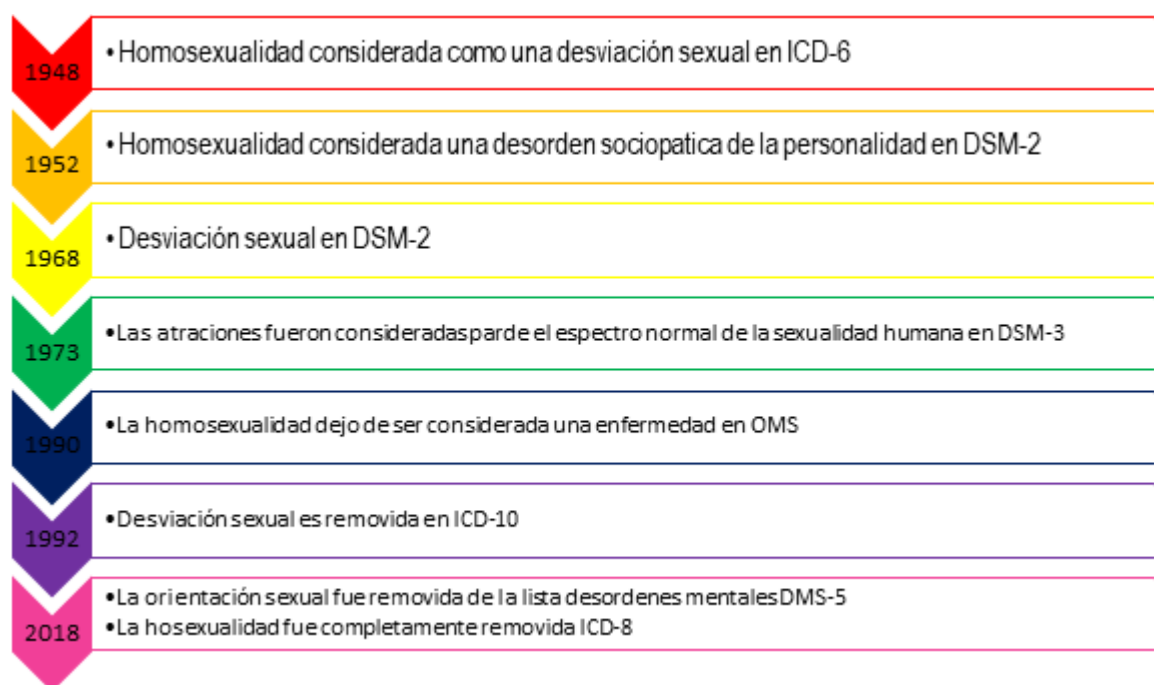 1948
• Homosexualidad considerada como una desviación sexual en ICD-6
1952
• Homosexualidad considerada una desorden sociopatica de la personalidad en DSM-2
1968
• Desviación sexual en DSM-2
1973
•Las atraciones fueron consideradas parde el espectro normal de la sexualidad humana en DSM-3
1990
•La homosexualidad dejo de ser considerada una enfermedad en OMS
1992
•Desviación sexual es removida en ICD-10
2018
•La orientación sexual fue removida de la lista desordenes mentales DMS-5
•La hosexualidad fue completamente removida ICD-8